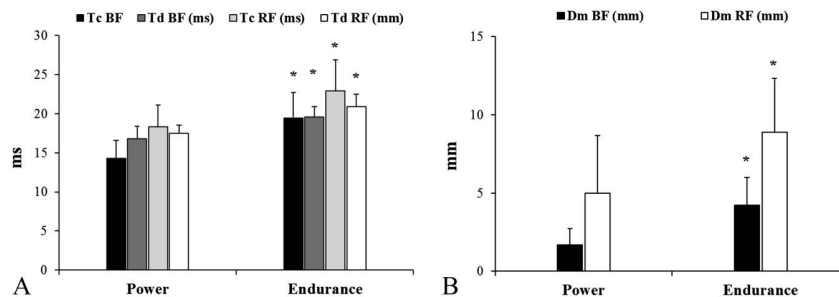 Tc BF Td BF (ms) Tc RF (ms) Td RF (mm)
30
25
20
15
10
5
0
ms
* * * *
Power Endurance
A
Dm BF (mm) Dm RF (mm)
15
10
5
0
mm
* *
Power Endurance
B